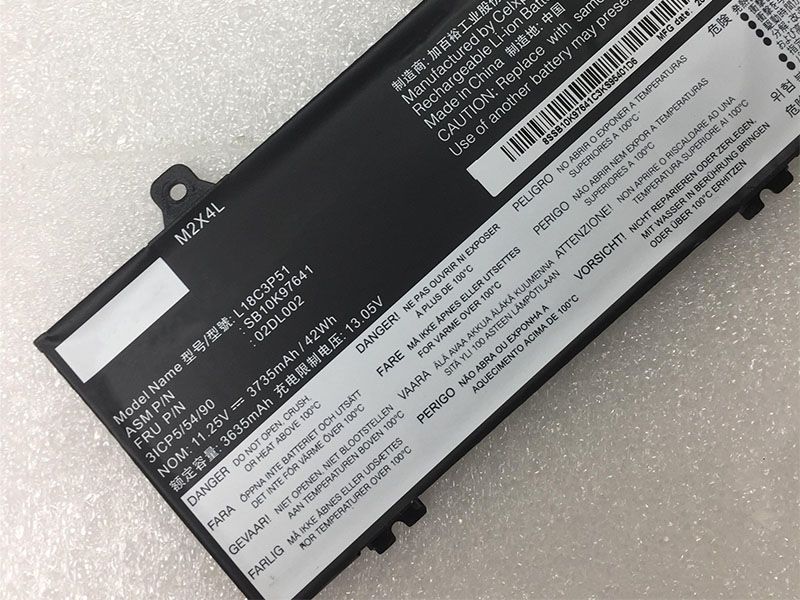 制造商: 加百裕工业股份
Manufactured by Celxp
Rechargeable Li-ion Batte
Made in China 制造地: 中国
CAUTION: Replace with same
Use of another battery may prese
8SSB10K97641C3K9964D1D6
MFG date: 20
M2X4L
Model Name 型号/型號: L18C3P51
ASM P/N : SB10K97641
FRU P/N : 02DL002
3ICP5/54/90
NOM: 11.25V 3735mAh/42Wh
额定容量: 3635mAh 充电限制电压: 13.05V
DANGER DO NOT OPEN, CRUSH,
OR HEAT ABOVE 100°C
FARA ÖPPNA INTE BATTERIET OCH UTSÄTT
DET INTE FÖR VÄRME ÖVER 100°C
GEVAAR! NIET OPENEN, NIET BLOOTSTELLEN
AAN TEMPERATUREN BOVEN 100°C
FARLIG MÅ IKKE ÅBNES ELLER UDSÆTTES
FOR TEMPERATURER OVER 100°C
DANGER! NE PAS OUVRIR NI EXPOSER
À PLUS DE 100°C
FARE MÅ IKKE ÅPNES ELLER UTSETTES
FOR VARME OVER 100°C
VAARA ÄLÄ AVAA AKKUA ÄLÄKÄ KUUMENNA
SITÄ YLI 100 ASTEEN LÄMPÖTILAAN
PERIGO NÃO ABRA OU EXPONHA A
AQUECIMENTO ACIMA DE 100°C
PELIGRO NO ABRIR O EXPONER A TEMPERATURAS
SUPERIORES A 100°C
PERIGO NÃO ABRIR NEM EXPOR A TEMPERATURAS
SUPERIORES A 100°C
ATTENZIONE! NON APRIRE O RISCALDARE AD UNA
TEMPERATURA SUPERIORE AI 100°C
VORSICHT! NICHT REPARIEREN ODER ZERLEGEN.
MIT WASSER IN BERÜHRUNG BRINGEN
ODER ÜBER 100°C ERHITZEN
危险
危険
위험
危